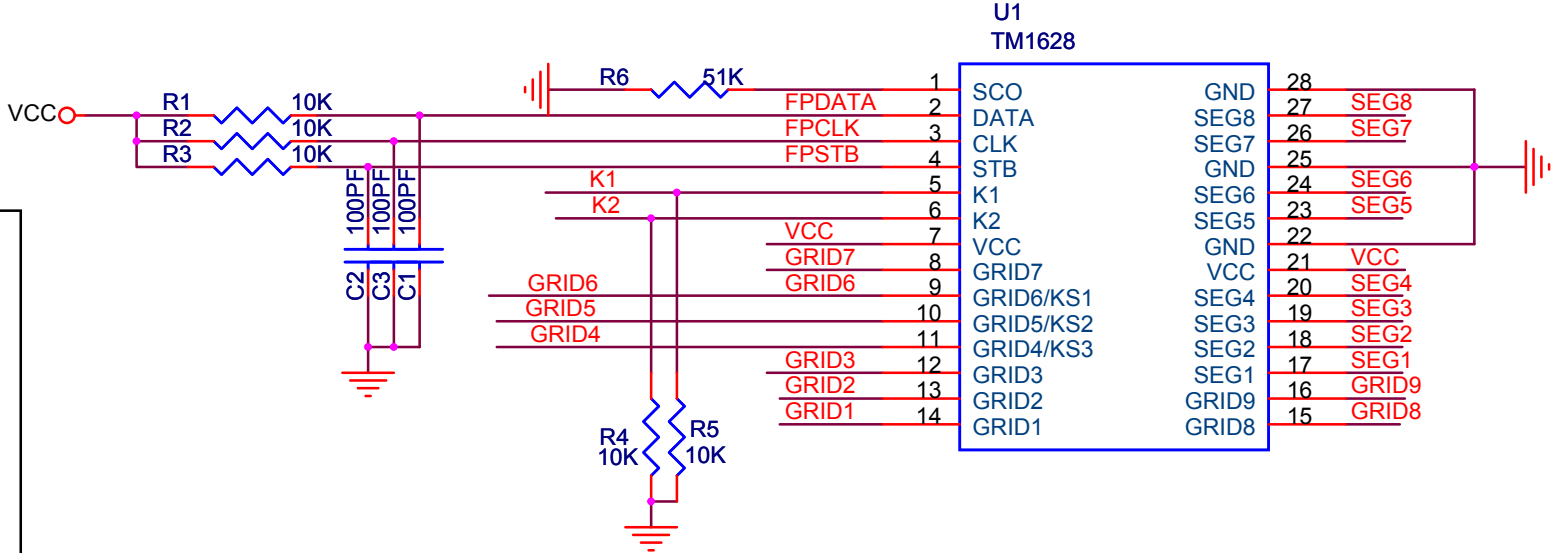 U1
TM1628
R6 51K
VCC
R1 10K
R2 10K
R3 10K
100PF
100PF
100PF
C2
C3
C1
FPDATA
FPCLK
FPSTB
K1
K2
VCC
GRID7
GRID6 GRID6
GRID5
GRID4
GRID3
GRID2
GRID1
R4
10K
R5
10K
1 SCO
2 DATA
3 CLK
4 STB
5 K1
6 K2
7 VCC
8 GRID7
9 GRID6/KS1
10 GRID5/KS2
11 GRID4/KS3
12 GRID3
13 GRID2
14 GRID1
GND 28
SEG8 27 SEG8
SEG7 26 SEG7
GND 25
SEG6 24 SEG6
SEG5 23 SEG5
GND 22
VCC 21 VCC
SEG4 20 SEG4
SEG3 19 SEG3
SEG2 18 SEG2
SEG1 17 SEG1
GRID9 16 GRID9
GRID8 15 GRID8